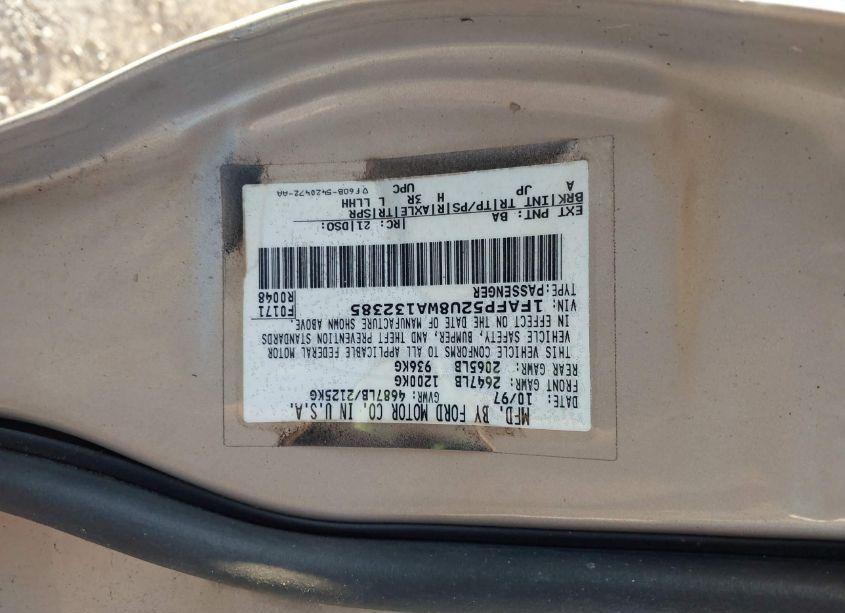 MFD. BY FORD MOTOR CO. IN U.S.A.
DATE: 10/97 GVWR: 4687LB/2125KG
FRONT GAWR: 2647LB 1200KG
REAR GAWR: 2065LB 936KG
THIS VEHICLE CONFORMS TO ALL APPLICABLE FEDERAL MOTOR
VEHICLE SAFETY, BUMPER, AND THEFT PREVENTION STANDARDS
IN EFFECT ON THE DATE OF MANUFACTURE SHOWN ABOVE.
VIN: 1FAFP52U8WA132385
TYPE: PASSENGER
F0171
R0048
EXT PNT: BA |RC: 21|DSO:
BRK|INT TR|TP/PS|R|AXLE|TR|SPR
A JP H 3R L LLHH
UPC
▽F60B-5420472-AA